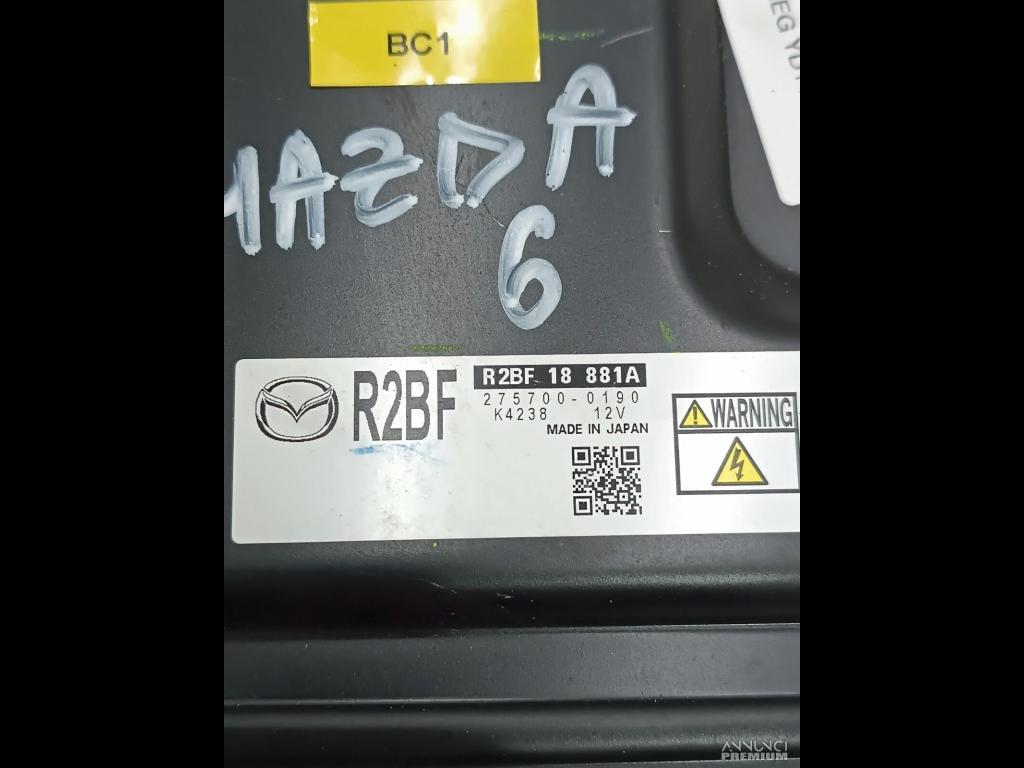 BC1
MAZDA
6
R2BF
R2BF 18 881A
275700-0190
K4238 12V
MADE IN JAPAN
WARNING
ANNUNCI
PREMIUM